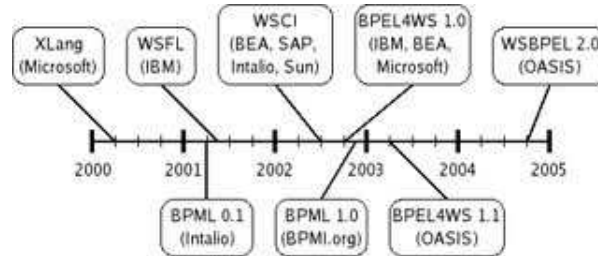 XLang
(Microsoft)
WSFL
(IBM)
WSCI
(BEA, SAP,
Intalio, Sun)
BPEL4WS 1.0
(IBM, BEA,
Microsoft)
WSBPEL 2.0
(OASIS)
2000
2001
2002
2003
2004
2005
BPML 0.1
(Intalio)
BPML 1.0
(BPMI.org)
BPEL4WS 1.1
(OASIS)